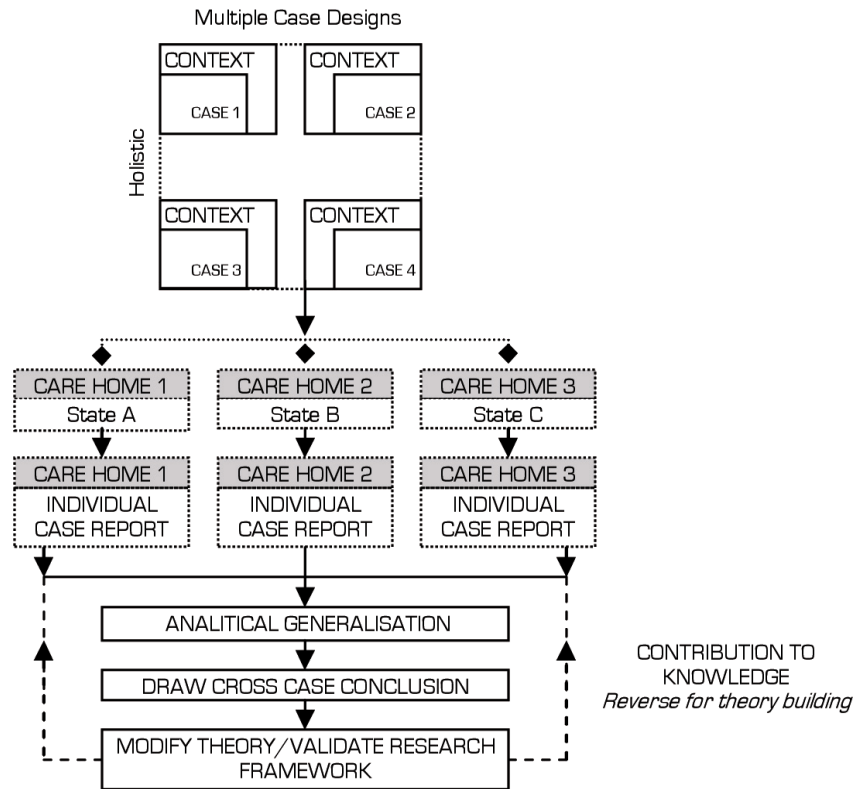 Multiple Case Designs
CONTEXT
CASE 1
CONTEXT
CASE 2
Holistic
CONTEXT
CASE 3
CONTEXT
CASE 4
CARE HOME 1
State A
CARE HOME 2
State B
CARE HOME 3
State C
CARE HOME 1
INDIVIDUAL
CASE REPORT
CARE HOME 2
INDIVIDUAL
CASE REPORT
CARE HOME 3
INDIVIDUAL
CASE REPORT
ANALITICAL GENERALISATION
DRAW CROSS CASE CONCLUSION
MODIFY THEORY/VALIDATE RESEARCH
FRAMEWORK
CONTRIBUTION TO
KNOWLEDGE
Reverse for theory building